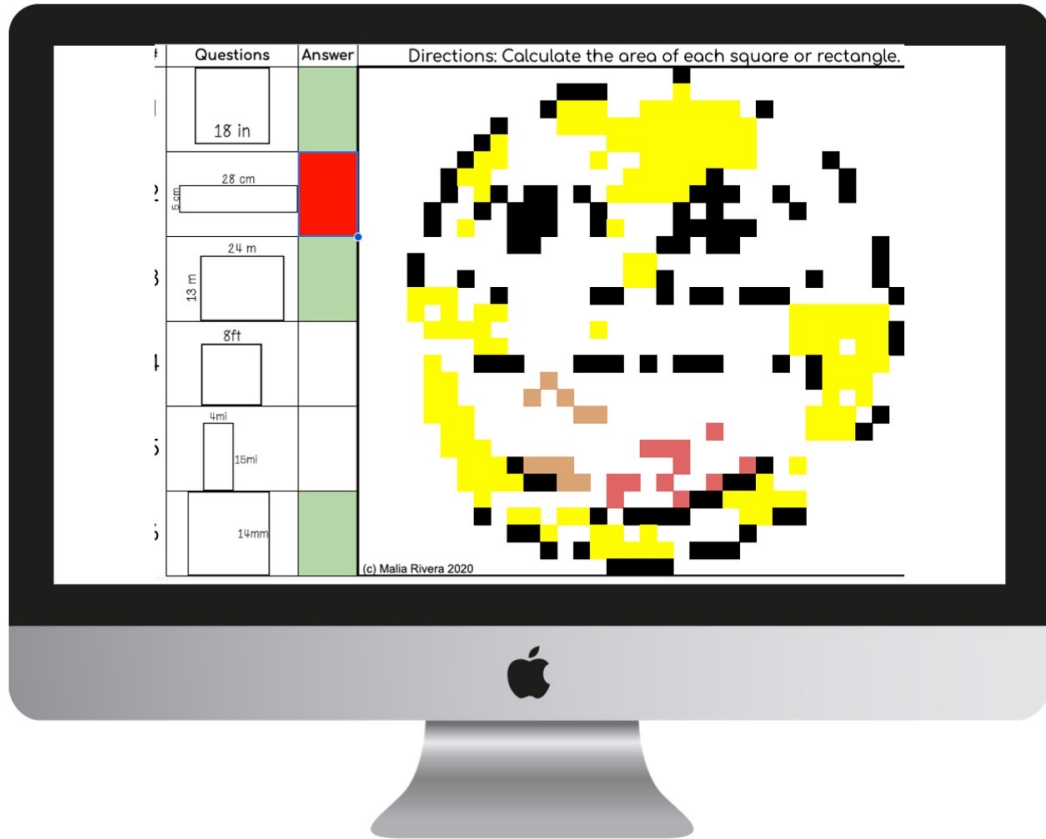 Questions Answer Directions: Calculate the area of each square or rectangle.
18 in
28 cm
5 cm
24 m
13 m
8ft
4mi
15mi
14mm
(c) Malia Rivera 2020